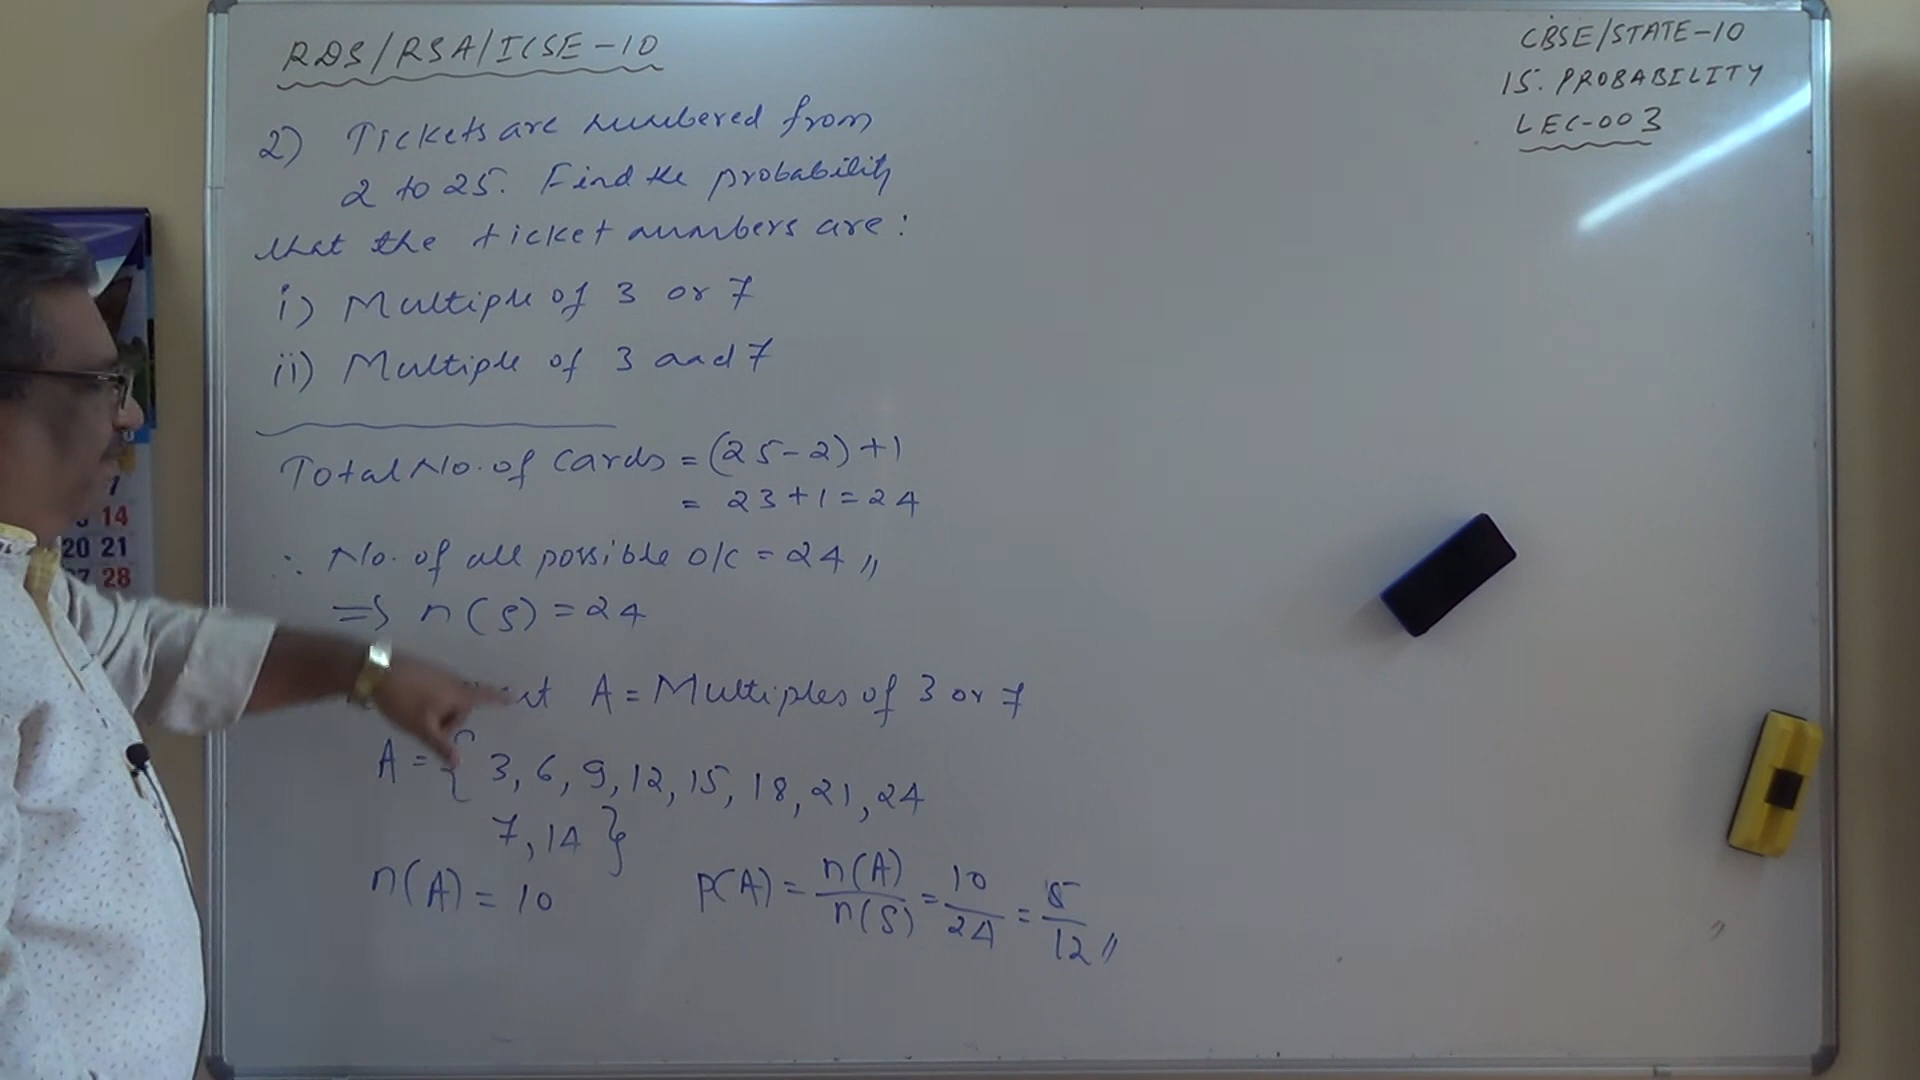 RDS/RSA/ICSE-10
CBSE/STATE-10
15. PROBABILITY
LEC-003
2) Tickets are numbered from
2 to 25. Find the probability
that the ticket numbers are:
i) Multiple of 3 or 7
ii) Multiple of 3 and 7
Total No. of Cards = (25-2)+1
= 23+1=24
∴ No. of all possible o/c = 24 //
=> n(S) = 24
A = Multiples of 3 or 7
A = { 3, 6, 9, 12, 15, 18, 21, 24
7, 14 }
n(A) = 10 P(A) = n(A)/n(S) = 10/24 = 5/12 //
7
14
20 21
28